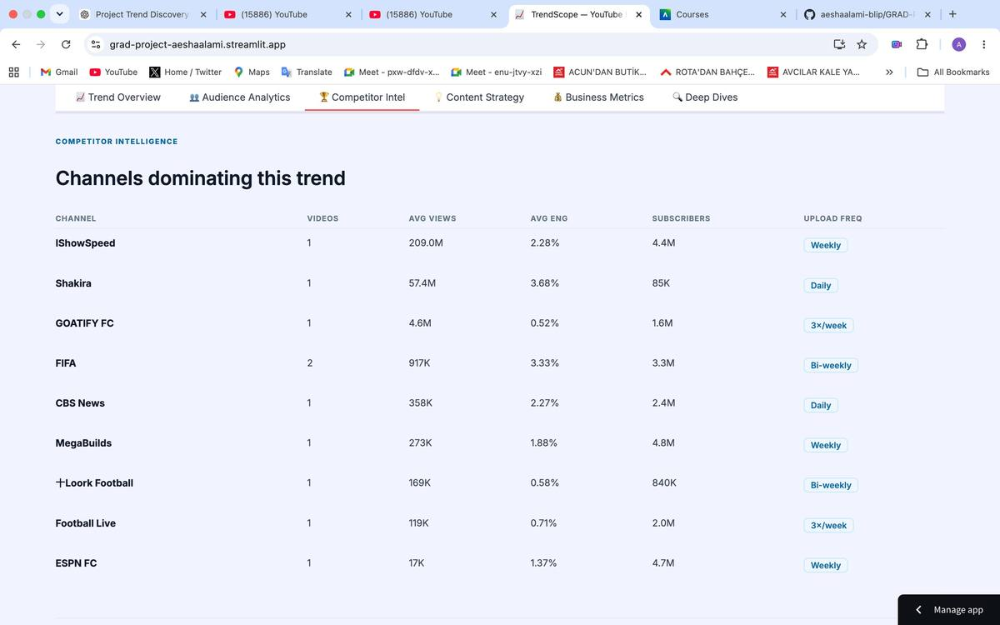 Project Trend Discovery
(15886) YouTube
(15886) YouTube
TrendScope — YouTube
Courses
aeshaalami-blip/GRAD-
grad-project-aeshaalami.streamlit.app
A
Gmail
YouTube
Home / Twitter
Maps
Translate
Meet - pxw-dfdv-x...
Meet - enu-jtvy-xzi
ACUN'DAN BUTİK...
ROTA'DAN BAHÇE...
AVCILAR KALE YA...
All Bookmarks
Trend Overview Audience Analytics Competitor Intel Content Strategy Business Metrics Deep Dives
COMPETITOR INTELLIGENCE
Channels dominating this trend
CHANNEL VIDEOS AVG VIEWS AVG ENG SUBSCRIBERS UPLOAD FREQ
IShowSpeed 1 209.0M 2.28% 4.4M Weekly
Shakira 1 57.4M 3.68% 85K Daily
GOATIFY FC 1 4.6M 0.52% 1.6M 3×/week
FIFA 2 917K 3.33% 3.3M Bi-weekly
CBS News 1 358K 2.27% 2.4M Daily
MegaBuilds 1 273K 1.88% 4.8M Weekly
十Loork Football 1 169K 0.58% 840K Bi-weekly
Football Live 1 119K 0.71% 2.0M 3×/week
ESPN FC 1 17K 1.37% 4.7M Weekly
Manage app